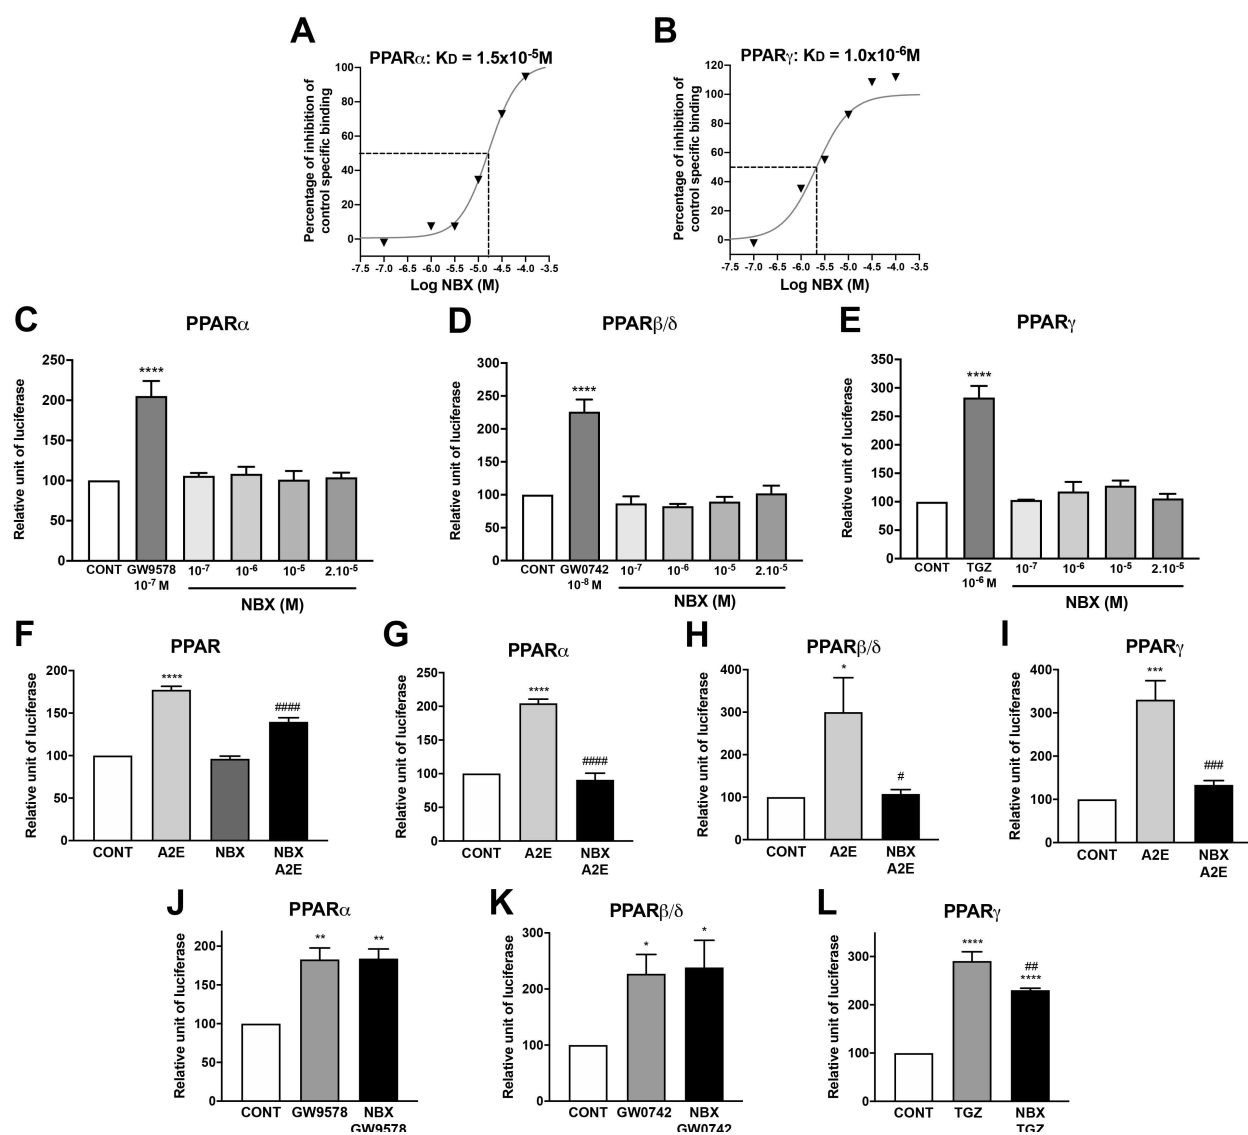 A
PPARα: KD = 1.5x10-5M
Percentage of inhibition of
control specific binding
100
80
60
40
20
0
-7.5 -7.0 -6.5 -6.0 -5.5 -5.0 -4.5 -4.0 -3.5
Log NBX (M)
B
PPARγ: KD = 1.0x10-6M
Percentage of inhibition of
control specific binding
120
100
80
60
40
20
0
-7.5 -7.0 -6.5 -6.0 -5.5 -5.0 -4.5 -4.0 -3.5
Log NBX (M)
C
PPARα
Relative unit of luciferase
250
200
150
100
50
0
****
CONT GW9578 10-7 10-6 10-5 2.10-5
10-7 M
NBX (M)
D
PPARβ/δ
Relative unit of luciferase
300
250
200
150
100
50
0
****
CONT GW0742 10-7 10-6 10-5 2.10-5
10-8 M
NBX (M)
E
PPARγ
Relative unit of luciferase
350
300
250
200
150
100
50
0
****
CONT TGZ 10-7 10-6 10-5 2.10-5
10-6 M
NBX (M)
F
PPAR
Relative unit of luciferase
200
150
100
50
0
****
####
CONT A2E NBX NBX
A2E
G
PPARα
Relative unit of luciferase
250
200
150
100
50
0
****
####
CONT A2E NBX
A2E
H
PPARβ/δ
Relative unit of luciferase
400
300
200
100
0
*
#
CONT A2E NBX
A2E
I
PPARγ
Relative unit of luciferase
400
300
200
100
0
***
###
CONT A2E NBX
A2E
J
PPARα
Relative unit of luciferase
200
150
100
50
0
** **
CONT GW9578 NBX
GW9578
K
PPARβ/δ
Relative unit of luciferase
300
200
100
0
* *
CONT GW0742 NBX
GW0742
L
PPARγ
Relative unit of luciferase
300
200
100
0
****
##
****
CONT TGZ NBX
TGZ